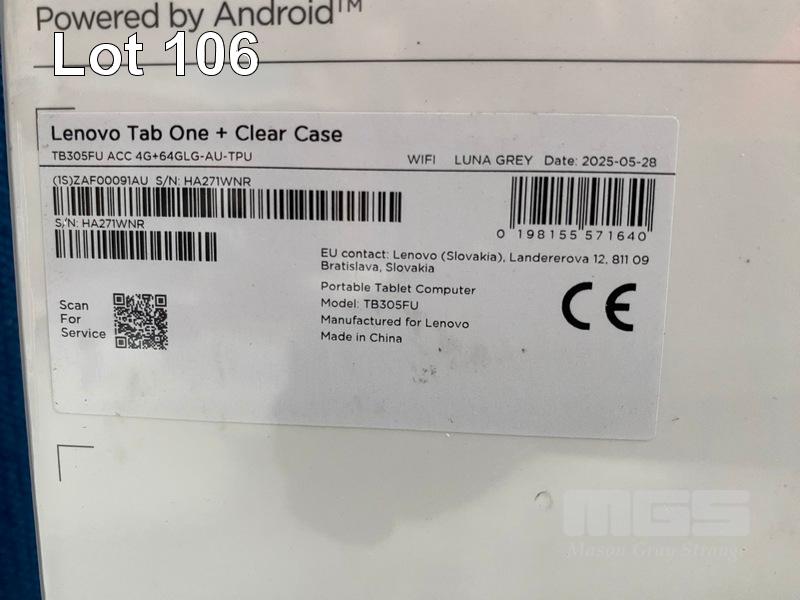 Powered by Android™
Lot 106
Lenovo Tab One + Clear Case
TB305FU ACC 4G+64GLG-AU-TPU WIFI LUNA GREY Date: 2025-05-28
(1S)ZAF00091AU S/N: HA271WNR
S/N: HA271WNR
0 198155 571640
EU contact: Lenovo (Slovakia), Landererova 12, 811 09
Bratislava, Slovakia
Portable Tablet Computer
Model: TB305FU
Manufactured for Lenovo
Made in China
Scan
For
Service
CE
MGS
Mason Gray Strange